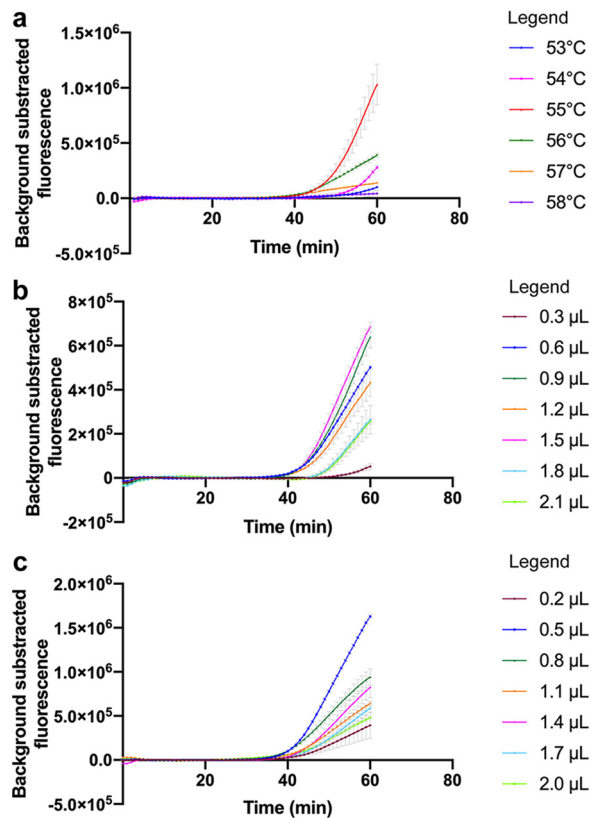 a
Background substracted
fluorescence
1.5×10⁶
1.0×10⁶
5.0×10⁵
0.0
-5.0×10⁵
20
40
60
80
Time (min)
Legend
53°C
54°C
55°C
56°C
57°C
58°C
b
Background substracted
fluorescence
8×10⁵
6×10⁵
4×10⁵
2×10⁵
0
-2×10⁵
20
40
60
80
Time (min)
Legend
0.3 µL
0.6 µL
0.9 µL
1.2 µL
1.5 µL
1.8 µL
2.1 µL
c
Background substracted
fluorescence
2.0×10⁶
1.5×10⁶
1.0×10⁶
5.0×10⁵
0.0
-5.0×10⁵
20
40
60
80
Time (min)
Legend
0.2 µL
0.5 µL
0.8 µL
1.1 µL
1.4 µL
1.7 µL
2.0 µL